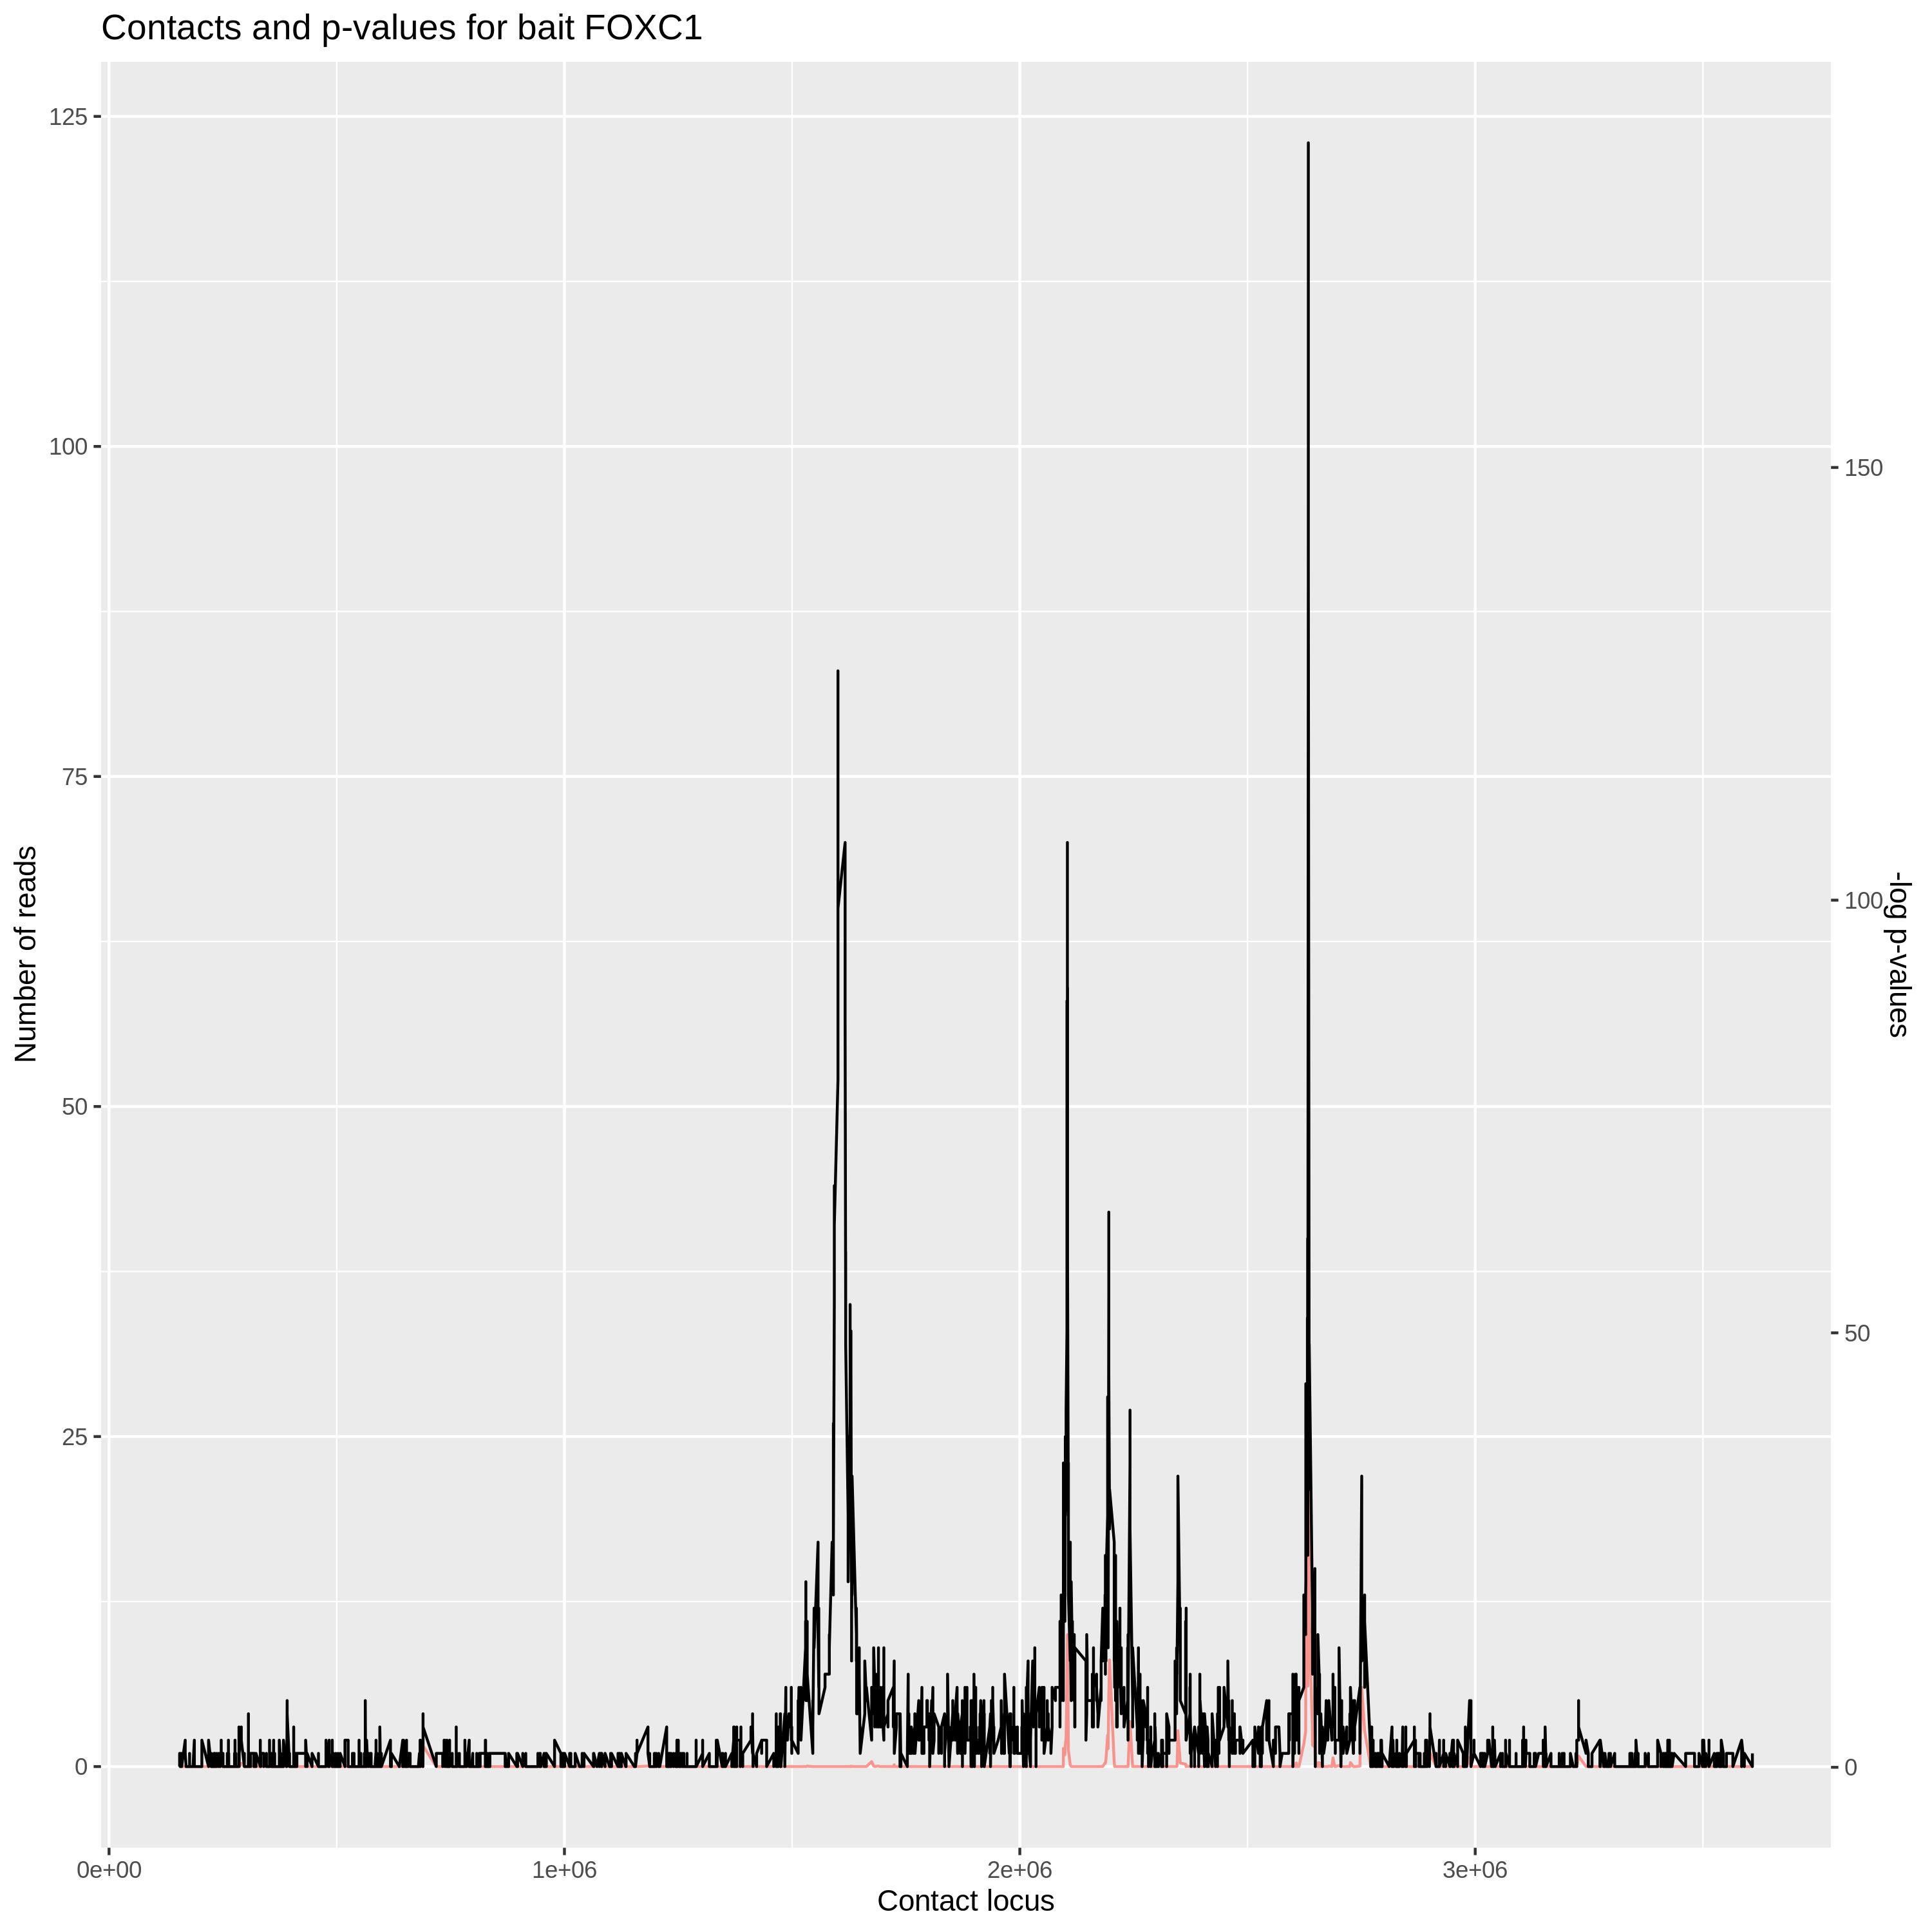 Contacts and p-values for bait FOXC1
125
100
75
50
25
0
Number of reads
150
100
50
0
-log p-values
0e+00
1e+06
2e+06
3e+06
Contact locus